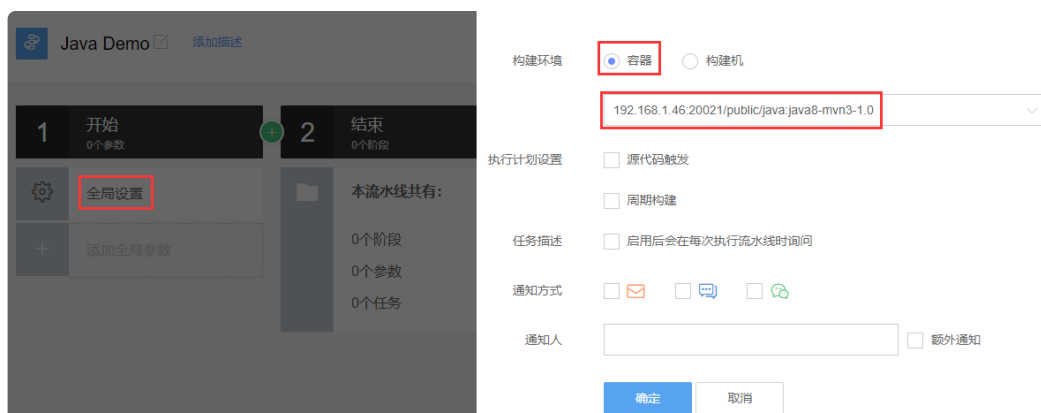 Java Demo 添加描述
1 开始
0个参数
2 结束
0个阶段
全局设置
添加全局参数
本流水线共有:
0个阶段
0个参数
0个任务
构建环境 容器 构建机
192.168.1.46:20021/public/java:java8-mvn3-1.0
执行计划设置 源代码触发
周期构建
任务描述 启用后会在每次执行流水线时询问
通知方式
通知人 额外通知
确定 取消